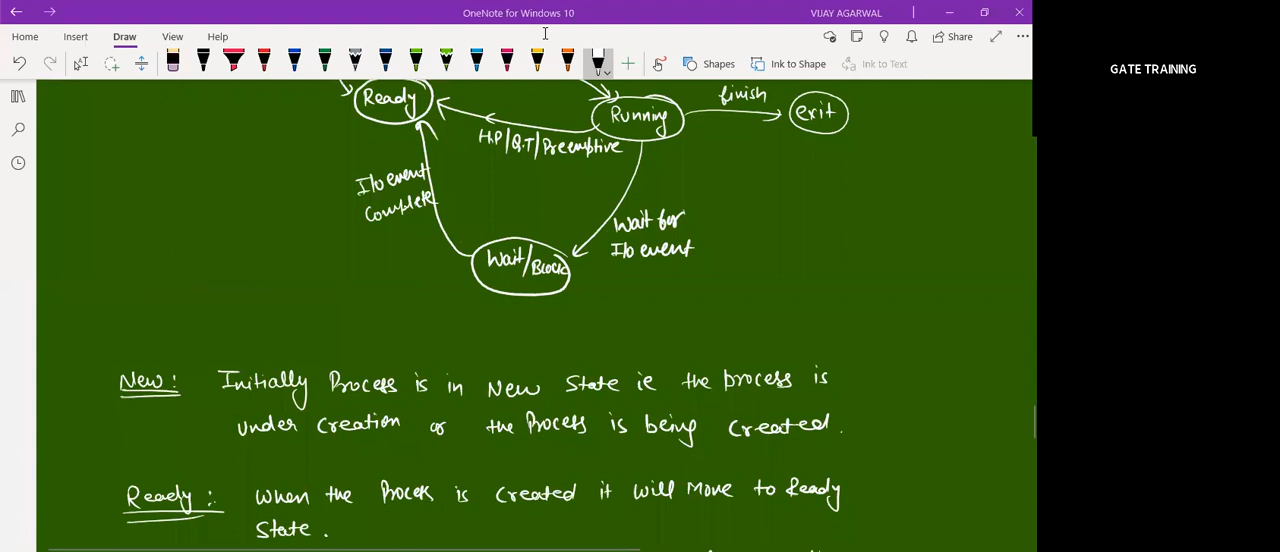 OneNote for Windows 10
VIJAY AGARWAL
Home Insert Draw View Help
Share
Shapes Ink to Shape Ink to Text
GATE TRAINING
Ready
Running
finish
exit
H.P/Q.T/Preemptive
I/o event
Complete
Wait for
I/o event
Wait/Block
New: Initially Process is in New State ie the process is
under creation or the Process is being created.
Ready: When the Process is created it will Move to Ready
State.